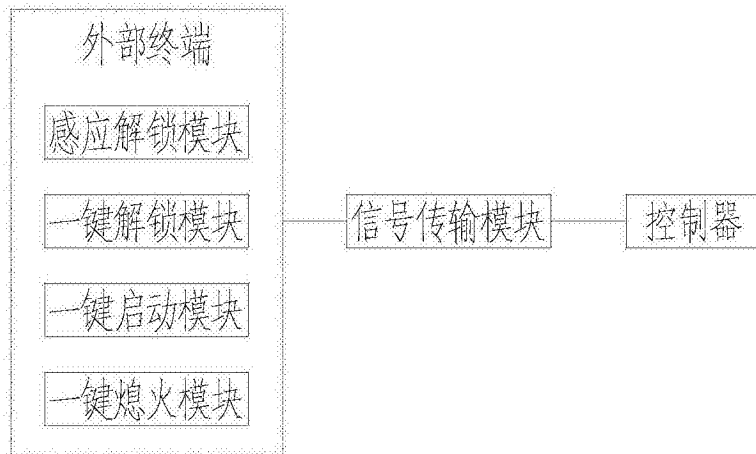 外部终端
感应解锁模块
一键解锁模块
信号传输模块
控制器
一键启动模块
一键熄火模块